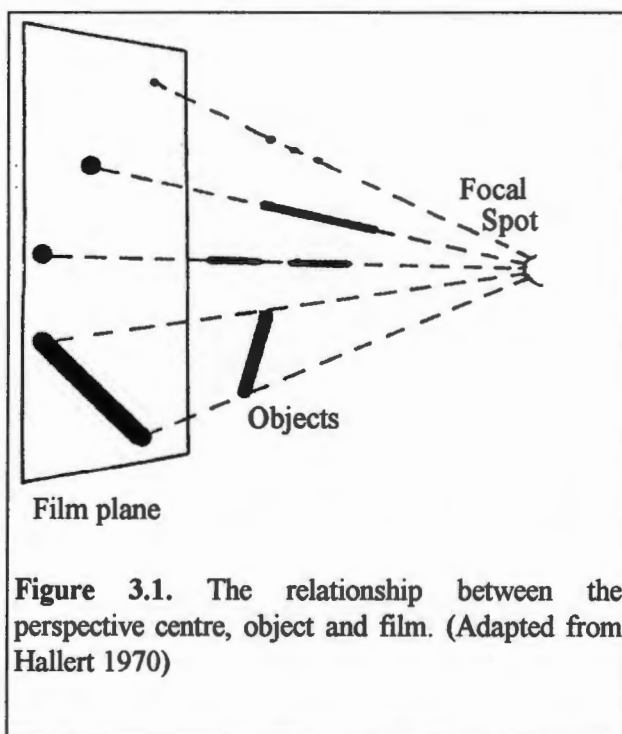 Focal
Spot
Objects
Film plane
Figure 3.1. The relationship between the
perspective centre, object and film. (Adapted from
Hallert 1970)